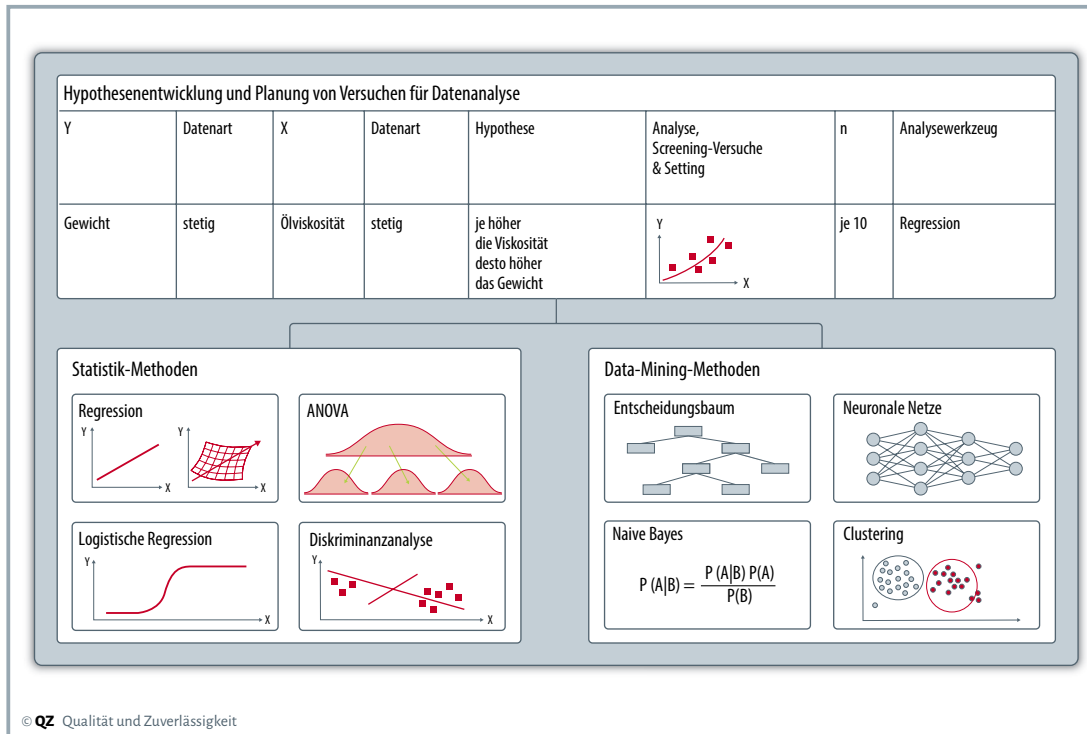 Hypothesenentwicklung und Planung von Versuchen für Datenanalyse
Y
Datenart
X
Datenart
Hypothese
Analyse,
Screening-Versuche
& Setting
n
Analysewerkzeug
Gewicht
stetig
Ölviskosität
stetig
je höher
die Viskosität
desto höher
das Gewicht
Y
X
je 10
Regression
Statistik-Methoden
Regression
Y
X
Y
X
ANOVA
Logistische Regression
Y
X
Diskriminanzanalyse
Y
X
Data-Mining-Methoden
Entscheidungsbaum
Neuronale Netze
Naive Bayes
P (A|B) = P (A|B) P(A)
P(B)
Clustering
© QZ Qualität und Zuverlässigkeit